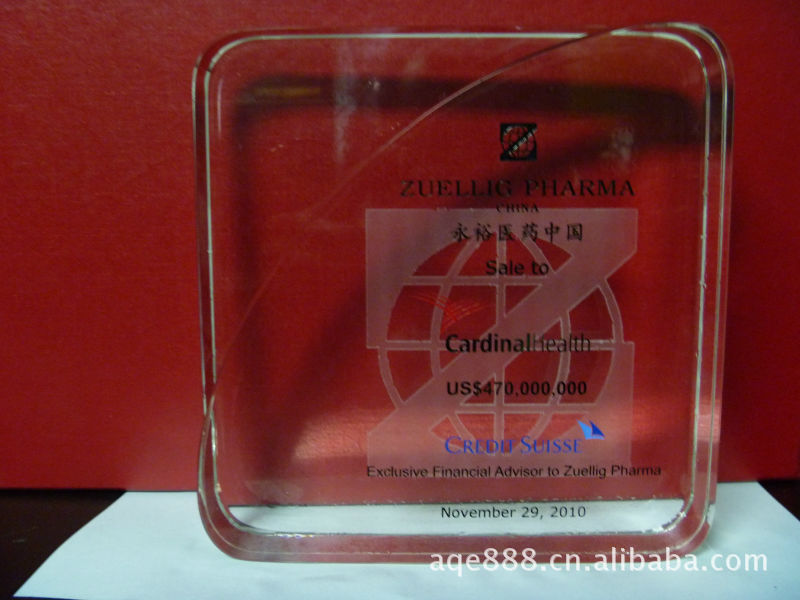 ZUELLIG PHARMA
CHINA
永裕医药中国
Sale to
Cardinalhealth
US$470,000,000
CREDIT SUISSE
Exclusive Financial Advisor to Zuellig Pharma
November 29, 2010
aqe888.cn.alibaba.com